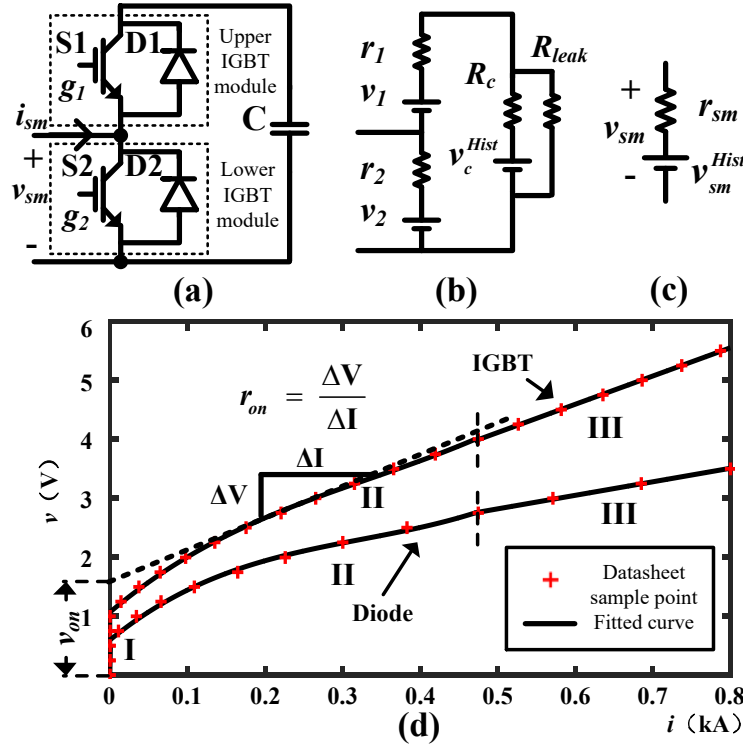 S1
D1
g1
Upper
IGBT
module
ism
+
vsm
-
S2
D2
g2
Lower
IGBT
module
C
(a)
r1
v1
r2
v2
Rc
Rleak
vcHist
(b)
+
vsm
-
rsm
vsmHist
(c)
v (V)
6
5
4
3
2
1
0
ron = ΔV / ΔI
ΔI
ΔV
IGBT
III
II
III
II
Diode
I
von
Datasheet
sample point
Fitted curve
0 0.1 0.2 0.3 0.4 0.5 0.6 0.7 0.8
i (kA)
(d)